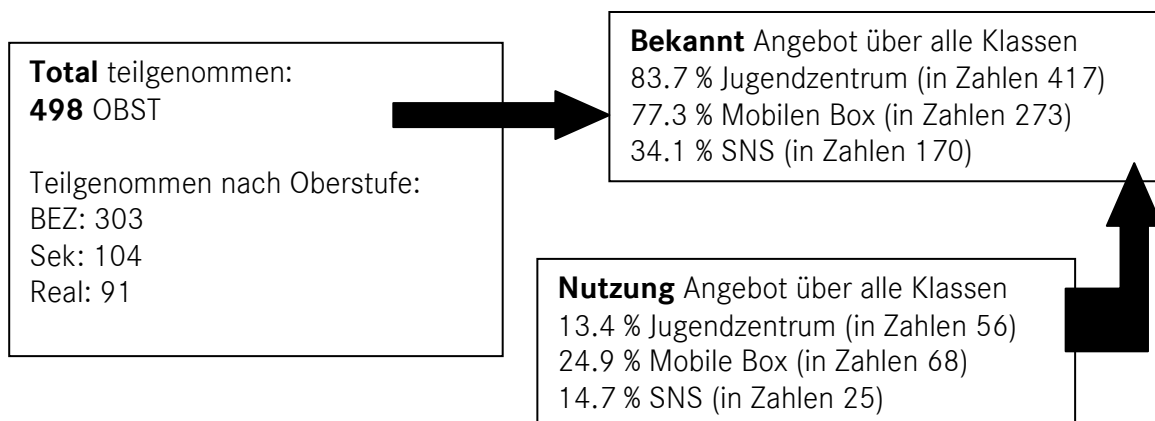 Total teilgenommen:
498 OBST
Teilgenommen nach Oberstufe:
BEZ: 303
Sek: 104
Real: 91
Bekannt Angebot über alle Klassen
83.7 % Jugendzentrum (in Zahlen 417)
77.3 % Mobilen Box (in Zahlen 273)
34.1 % SNS (in Zahlen 170)
Nutzung Angebot über alle Klassen
13.4 % Jugendzentrum (in Zahlen 56)
24.9 % Mobile Box (in Zahlen 68)
14.7 % SNS (in Zahlen 25)